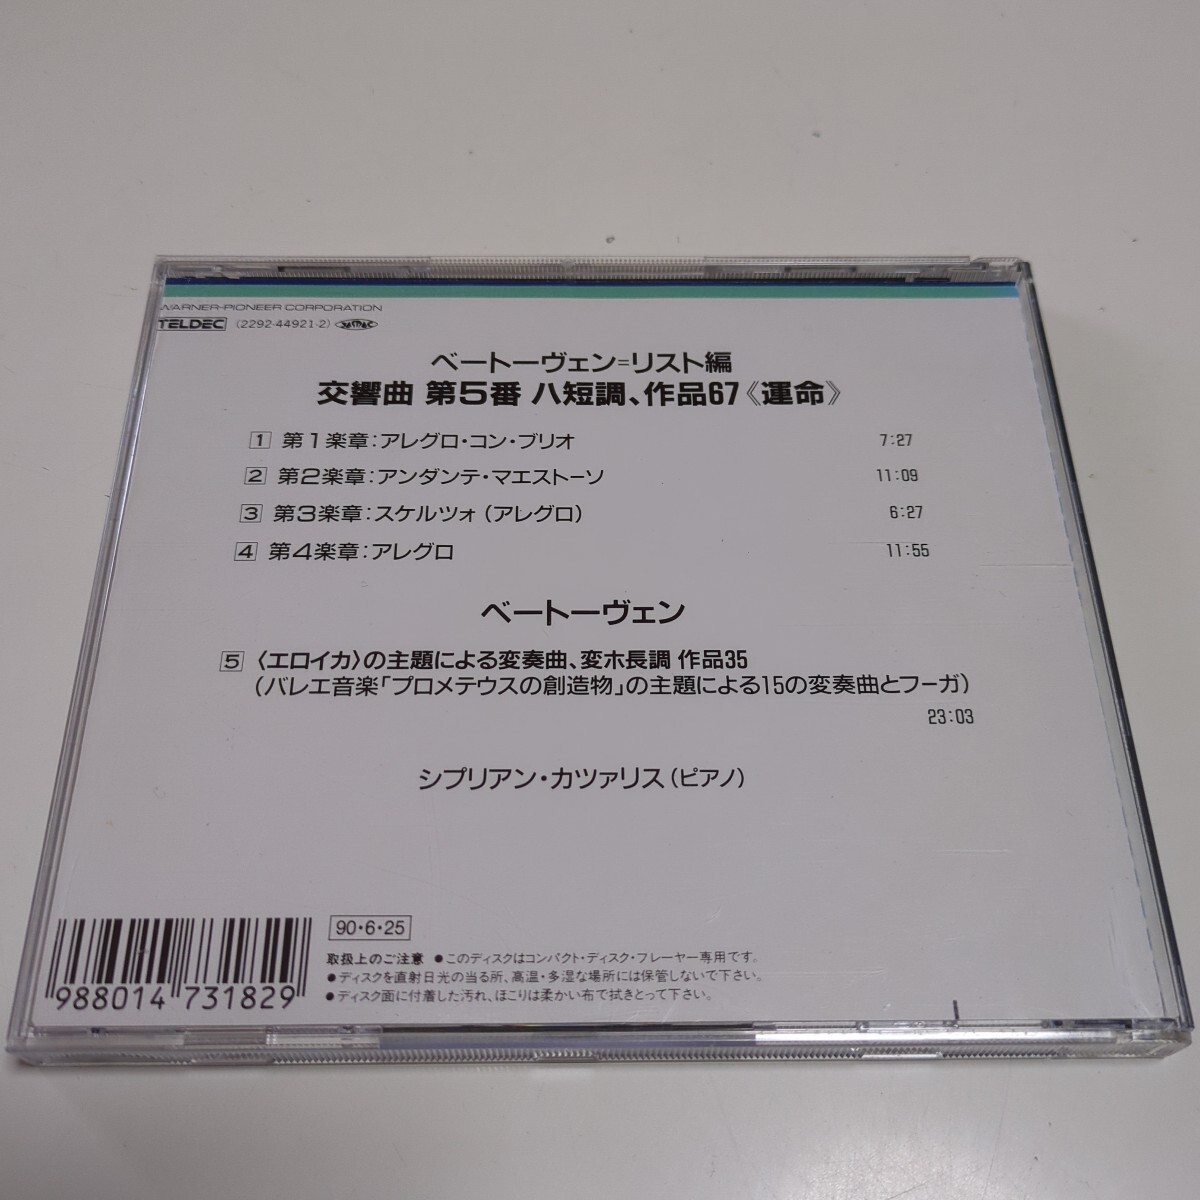 WARNER-PIONEER CORPORATION
TELDEC (2292-44921-2) JASRAC
ベートーヴェン=リスト編
交響曲 第5番 ハ短調、作品67《運命》
1 第1楽章:アレグロ・コン・ブリオ 7:27
2 第2楽章:アンダンテ・マエストーソ 11:09
3 第3楽章:スケルツォ(アレグロ) 6:27
4 第4楽章:アレグロ 11:55
ベートーヴェン
5 〈エロイカ〉の主題による変奏曲、変ホ長調 作品35
(バレエ音楽「プロメテウスの創造物」の主題による15の変奏曲とフーガ)
23:03
シプリアン・カツァリス(ピアノ)
90・6・25
取扱上のご注意 ●このディスクはコンパクト・ディスク・プレーヤー専用です。
●ディスクを直射日光の当る所、高温・多湿な場所には保管しないで下さい。
●ディスク面に付着した汚れ、ほこりは柔かい布で拭きとって下さい。
988014 731829